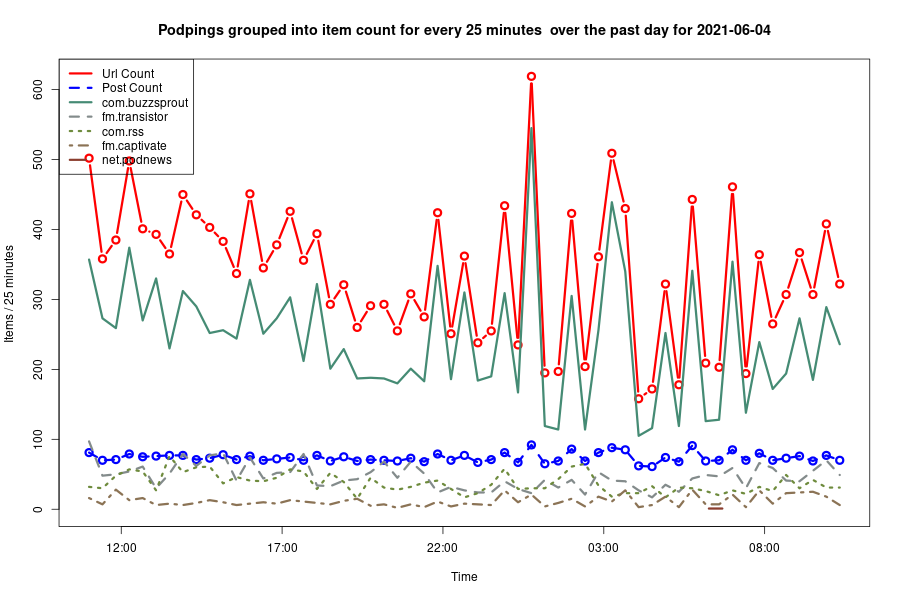 Podpings grouped into item count for every 25 minutes  over the past day for 2021-06-04
Items / 25 minutes
600
500
400
300
200
100
0
Url Count
Post Count
com.buzzsprout
fm.transistor
com.rss
fm.captivate
net.podnews
12:00
17:00
22:00
03:00
08:00
Time